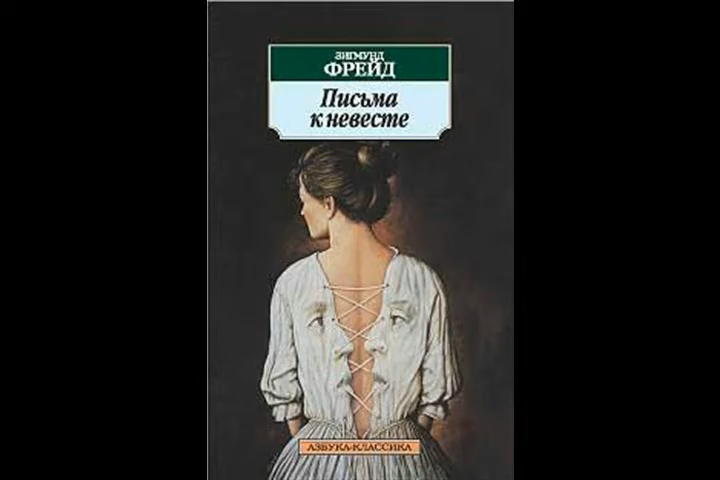 ЗИГМУНД
ФРЕЙД
Письма
к невесте
АЗБУКА-КЛАССИКА